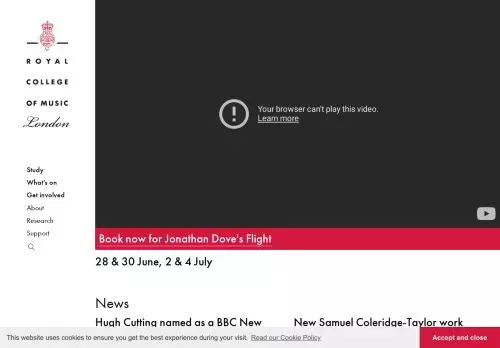 ROYAL
COLLEGE
OF MUSIC
London
Study
What's on
Get involved
About
Research
Support
Your browser can't play this video.
Learn more
Book now for Jonathan Dove's Flight
28 & 30 June, 2 & 4 July
News
Hugh Cutting named as a BBC New
New Samuel Coleridge-Taylor work
This website uses cookies to ensure you get the best experience during your visit. Read our Cookie Policy
Accept and close